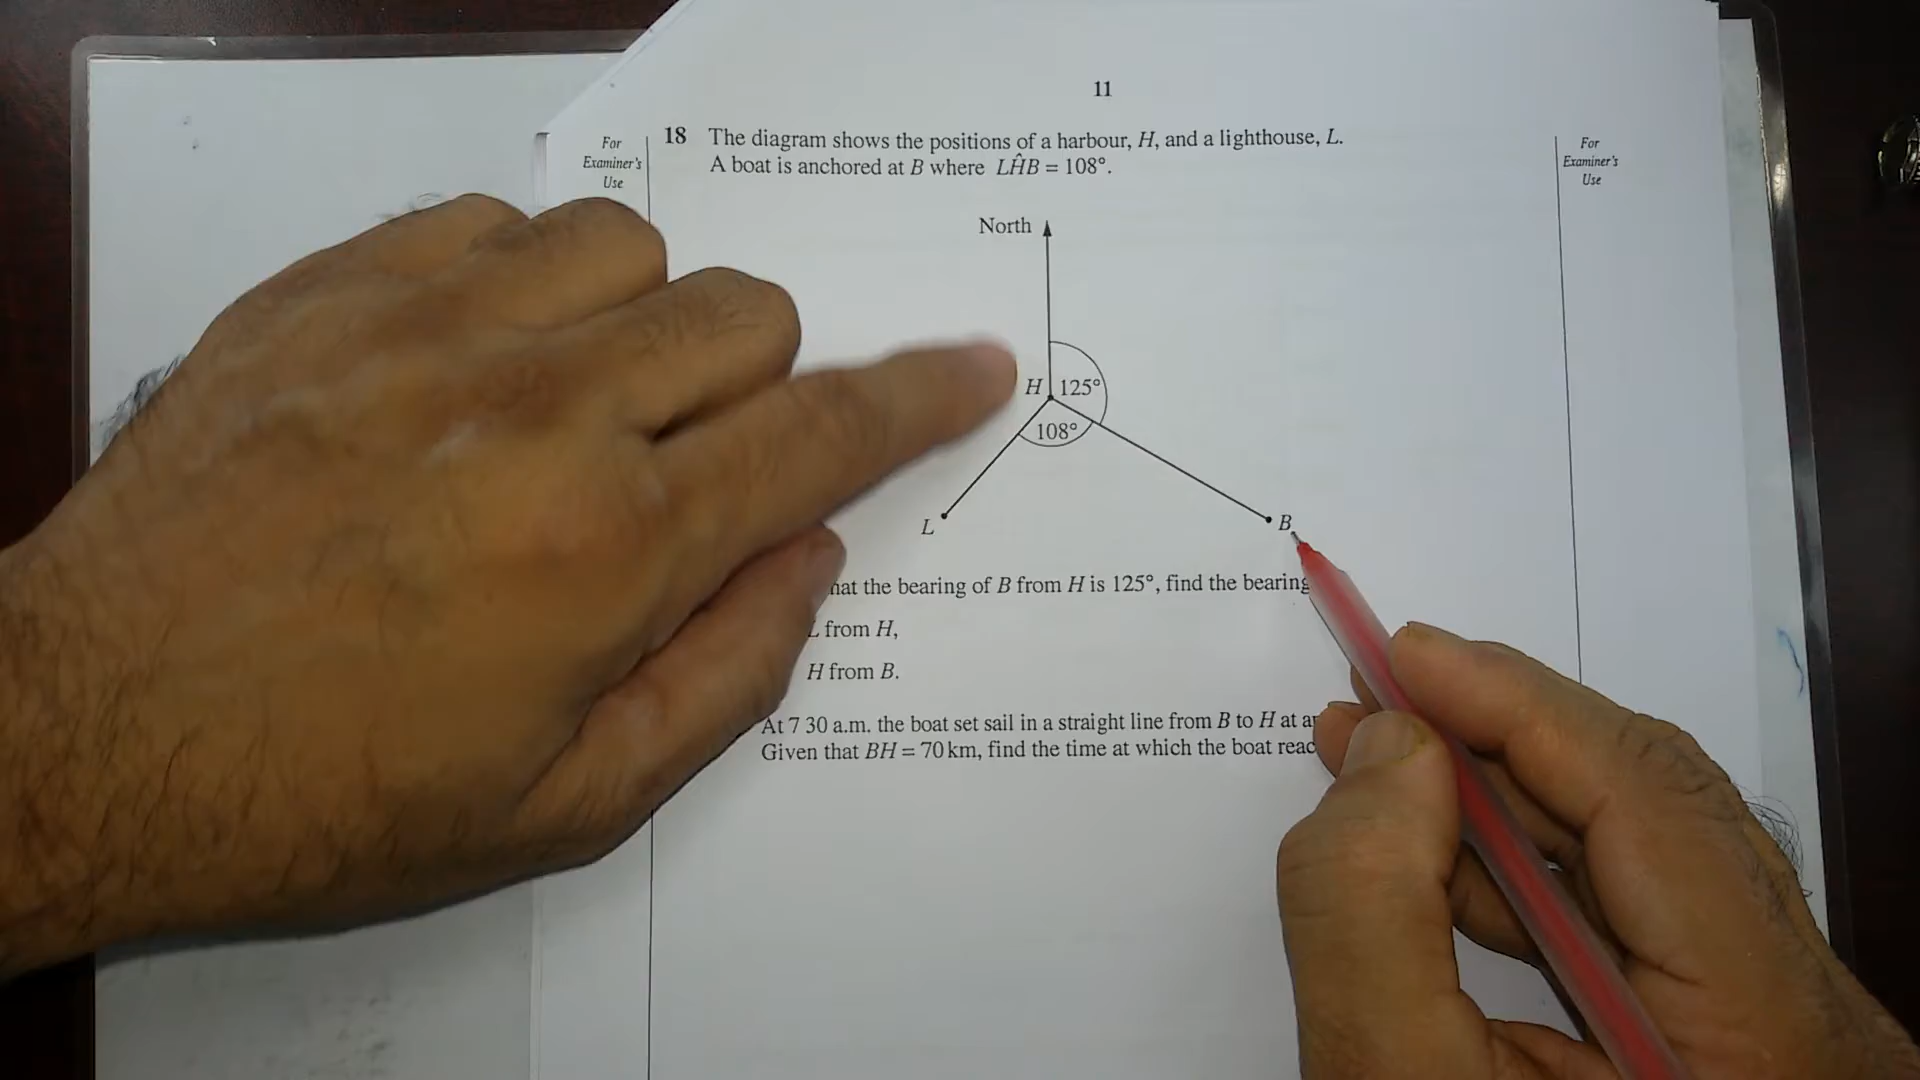 11
For
Examiner's
Use
18 The diagram shows the positions of a harbour, H, and a lighthouse, L.
A boat is anchored at B where LĤB = 108°.
For
Examiner's
Use
North
H 125°
108°
L
B
the bearing of B from H is 125°, find the bearing
L from H,
H from B.
At 7 30 a.m. the boat set sail in a straight line from B to H at
Given that BH = 70 km, find the time at which the boat